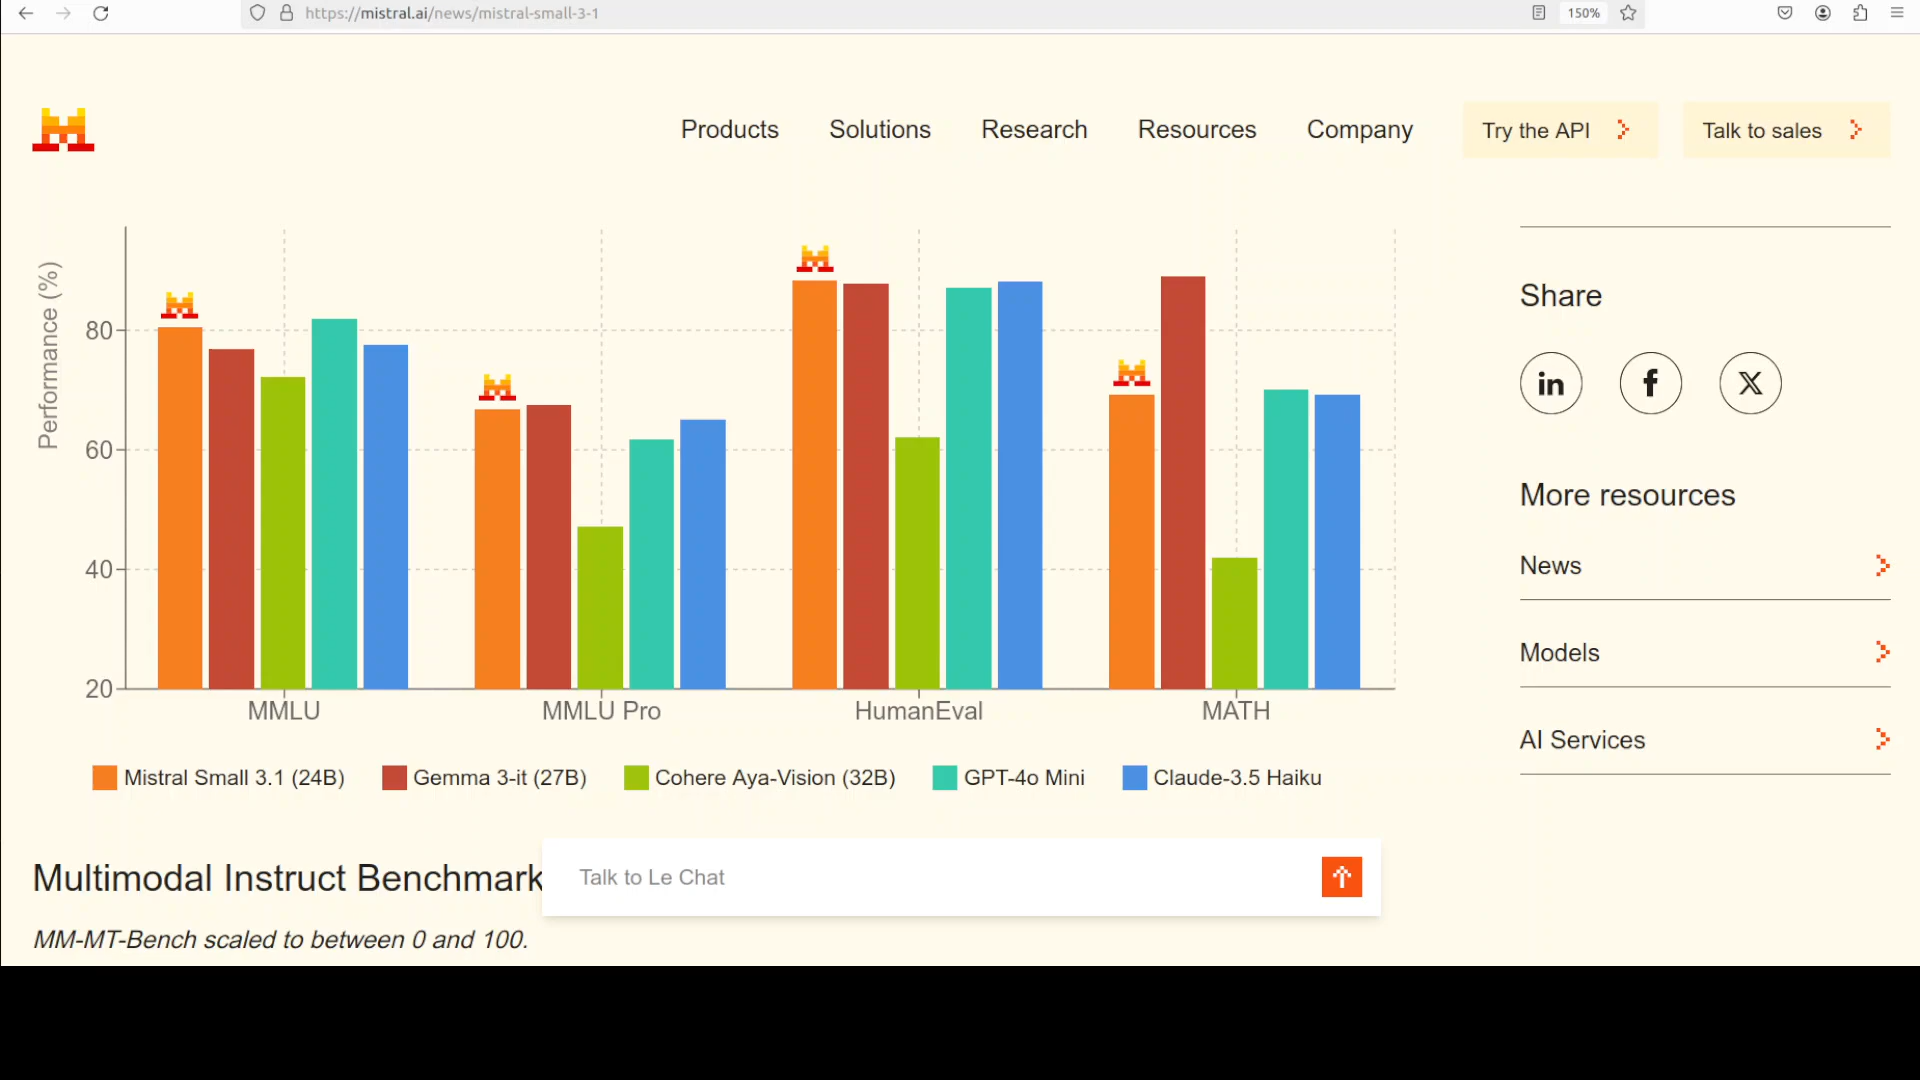 https://mistral.ai/news/mistral-small-3-1
150%
Products
Solutions
Research
Resources
Company
Try the API
Talk to sales
Performance (%)
80
60
40
20
MMLU
MMLU Pro
HumanEval
MATH
Mistral Small 3.1 (24B)
Gemma 3-it (27B)
Cohere Aya-Vision (32B)
GPT-4o Mini
Claude-3.5 Haiku
Share
in
f
X
More resources
News
Models
AI Services
Multimodal Instruct Benchmark
Talk to Le Chat
MM-MT-Bench scaled to between 0 and 100.